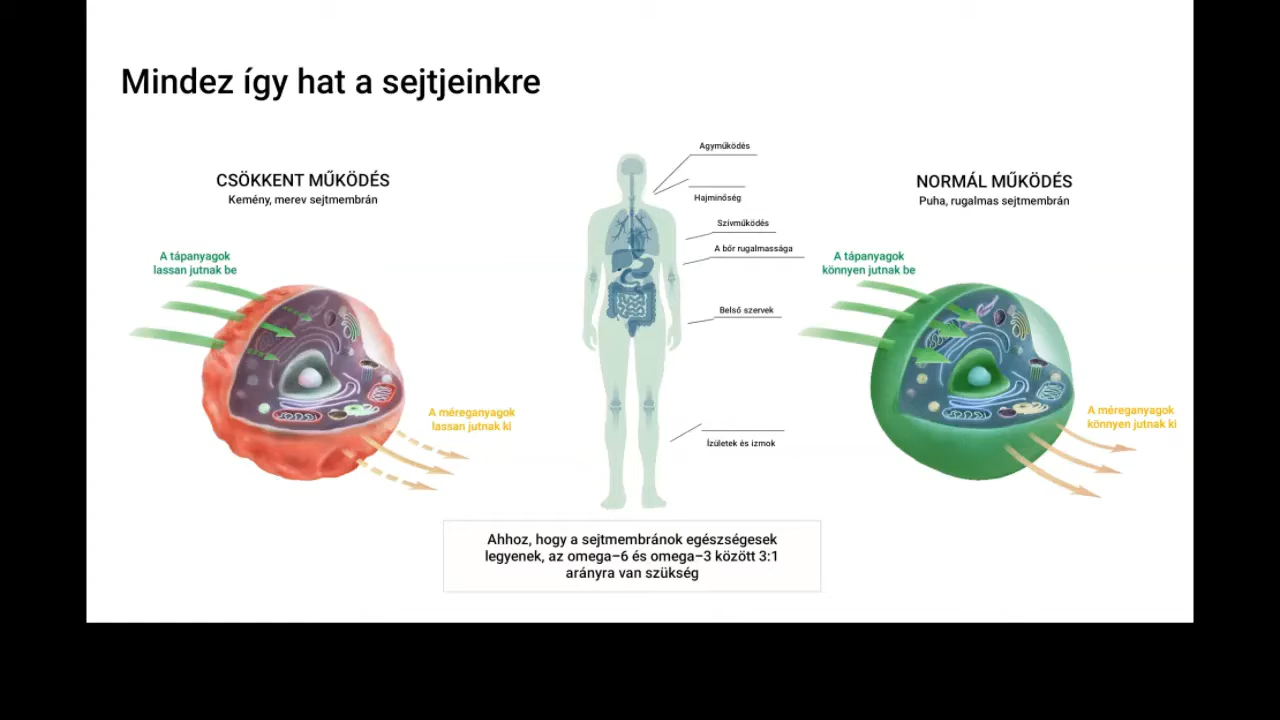 Mindez így hat a sejtjeinkre
CSÖKKENT MŰKÖDÉS
Kemény, merev sejtmembrán
A tápanyagok
lassan jutnak be
A méreganyagok
lassan jutnak ki
Agyműködés
Hajminőség
Szívműködés
A bőr rugalmassága
Belső szervek
Ízületek és izmok
NORMÁL MŰKÖDÉS
Puha, rugalmas sejtmembrán
A tápanyagok
könnyen jutnak be
A méreganyagok
könnyen jutnak ki
Ahhoz, hogy a sejtmembránok egészségesek
legyenek, az omega–6 és omega–3 között 3:1
arányra van szükség